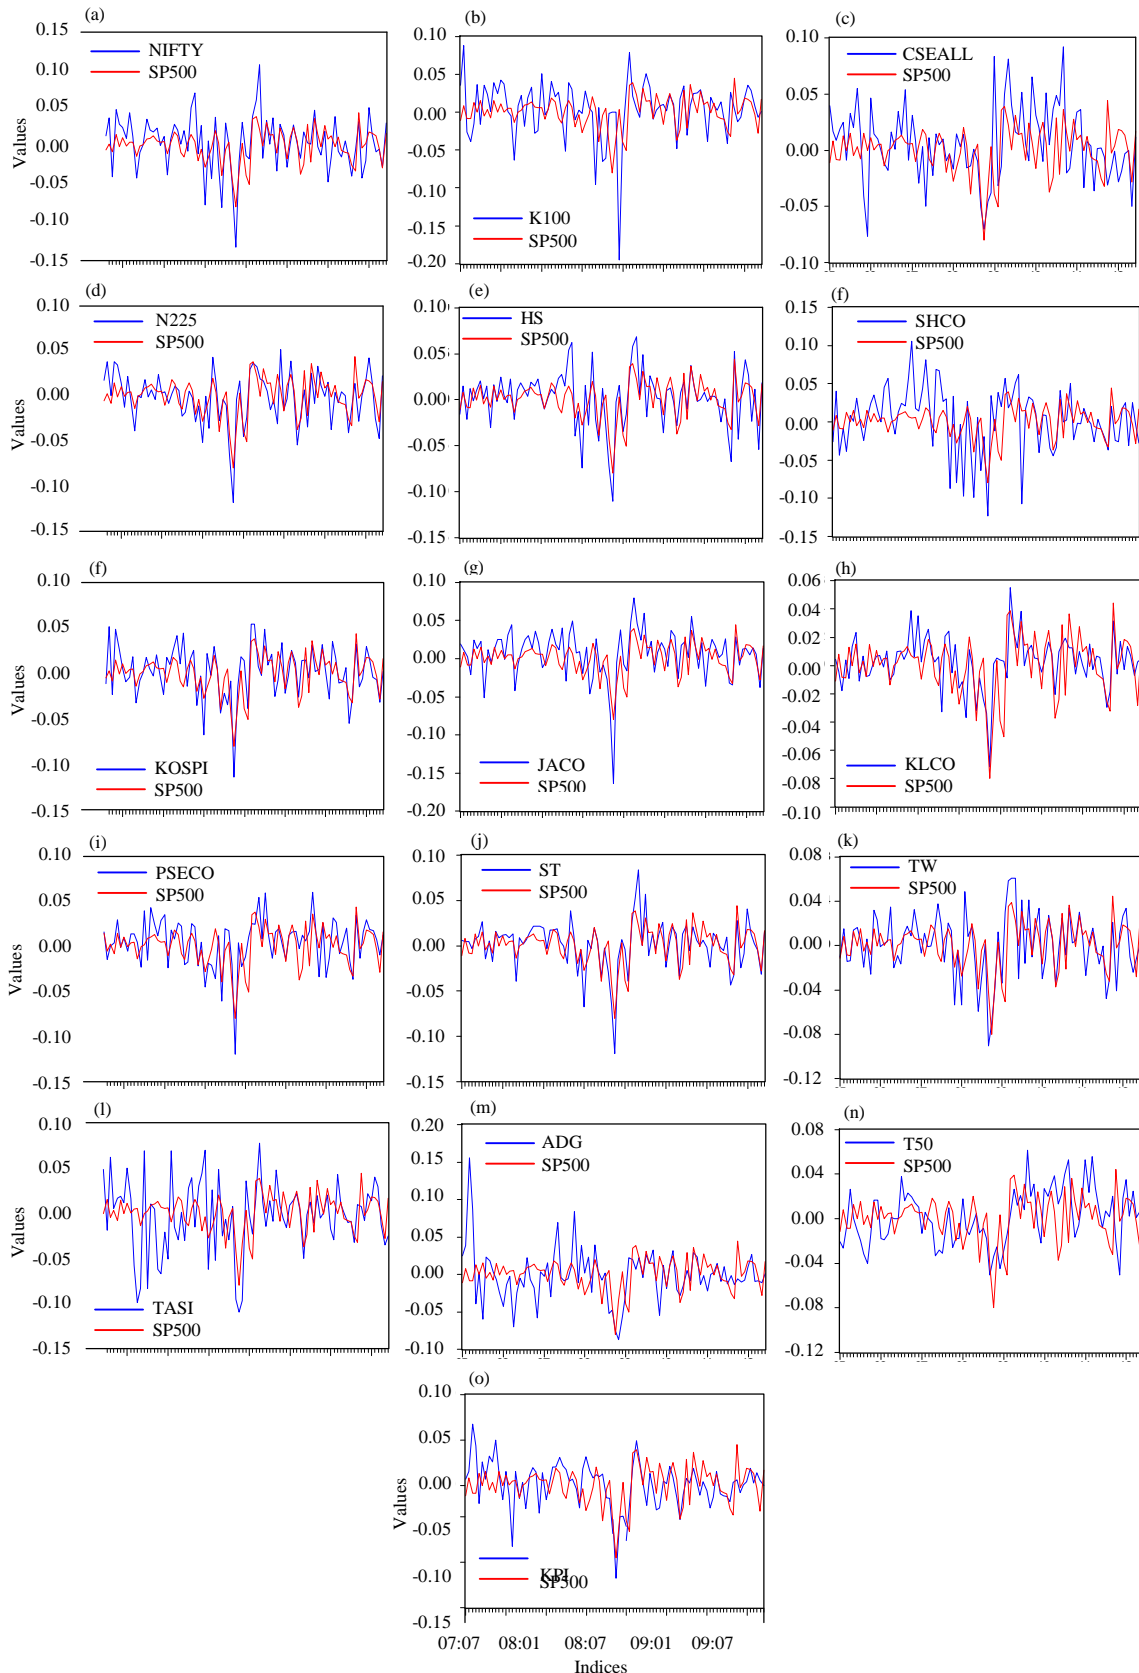 (a)
0.15
0.10
0.05
0.00
-0.05
-0.10
-0.15
Values
NIFTY
SP500
(b)
0.10
0.05
0.00
-0.05
-0.10
-0.15
-0.20
K100
SP500
(c)
0.10
0.05
0.00
-0.05
-0.10
CSEALL
SP500
(d)
0.10
0.05
0.00
-0.05
-0.10
-0.15
Values
N225
SP500
(e)
0.10
0.05
0.00
-0.05
-0.10
-0.15
HS
SP500
(f)
0.15
0.10
0.05
0.00
-0.05
-0.10
-0.15
SHCO
SP500
(f)
0.10
0.05
0.00
-0.05
-0.10
-0.15
Values
KOSPI
SP500
(g)
0.10
0.05
0.00
-0.05
-0.10
-0.15
-0.20
JACO
SP500
(h)
0.06
0.04
0.02
0.00
-0.02
-0.04
-0.06
-0.08
-0.10
KLCO
SP500
(i)
0.10
0.05
0.00
-0.05
-0.10
-0.15
Values
PSECO
SP500
(j)
0.10
0.05
0.00
-0.05
-0.10
-0.15
ST
SP500
(k)
0.08
0.04
0.00
-0.04
-0.08
-0.12
TW
SP500
(l)
0.10
0.05
0.00
-0.05
-0.10
-0.15
Values
TASI
SP500
(m)
0.20
0.15
0.10
0.05
0.00
-0.05
-0.10
ADG
SP500
(n)
0.08
0.04
0.00
-0.04
-0.08
-0.12
T50
SP500
(o)
0.10
0.05
0.00
-0.05
-0.10
-0.15
Values
KPI
SP500
07:07 08:01 08:07 09:01 09:07
Indices